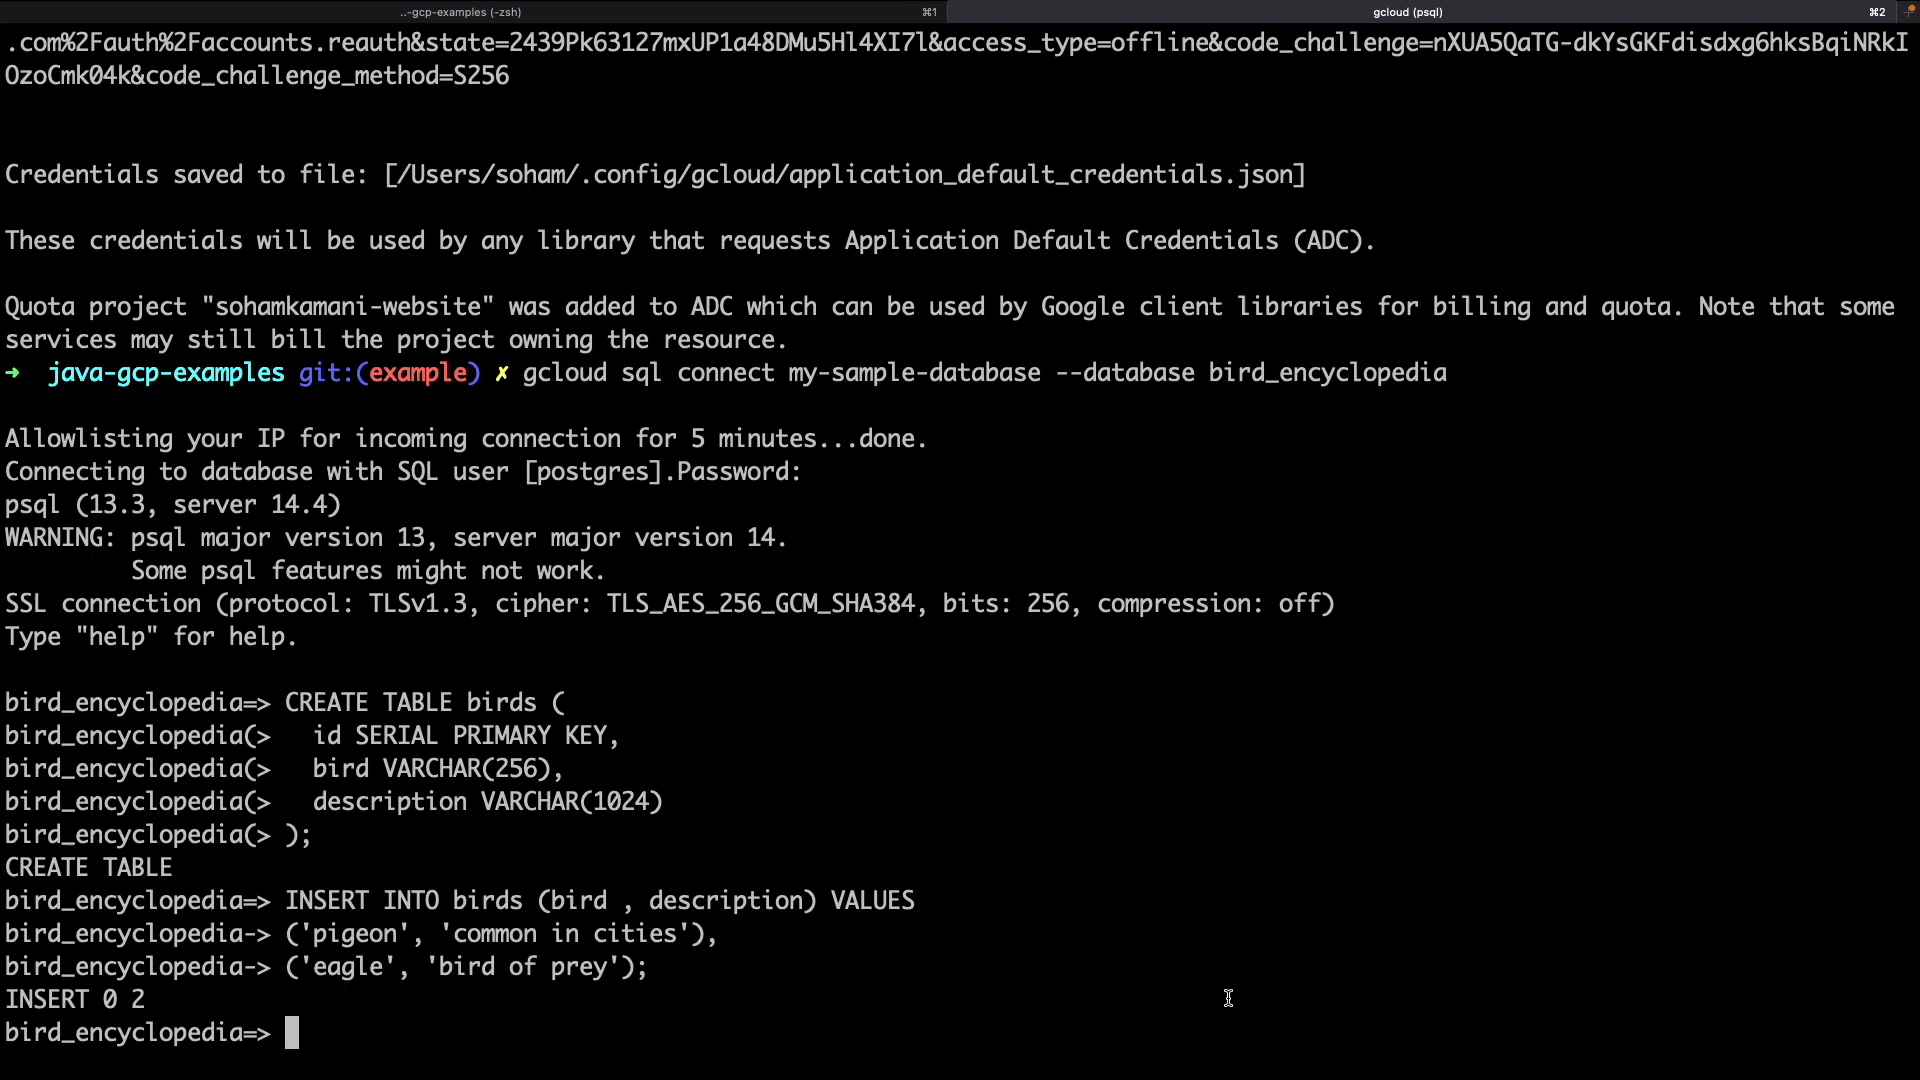 ..-gcp-examples (-zsh) ⌘1 gcloud (psql) ⌘2
.com%2Fauth%2Faccounts.reauth&state=2439Pk63127mxUP1a48DMu5Hl4XI7l&access_type=offline&code_challenge=nXUA5QaTG-dkYsGKFdisdxg6hksBqiNRkI
OzoCmk04k&code_challenge_method=S256
Credentials saved to file: [/Users/soham/.config/gcloud/application_default_credentials.json]
These credentials will be used by any library that requests Application Default Credentials (ADC).
Quota project "sohamkamani-website" was added to ADC which can be used by Google client libraries for billing and quota. Note that some
services may still bill the project owning the resource.
➜  java-gcp-examples git:(example) ✗ gcloud sql connect my-sample-database --database bird_encyclopedia
Allowlisting your IP for incoming connection for 5 minutes...done.
Connecting to database with SQL user [postgres].Password:
psql (13.3, server 14.4)
WARNING: psql major version 13, server major version 14.
         Some psql features might not work.
SSL connection (protocol: TLSv1.3, cipher: TLS_AES_256_GCM_SHA384, bits: 256, compression: off)
Type "help" for help.
bird_encyclopedia=> CREATE TABLE birds (
bird_encyclopedia(>   id SERIAL PRIMARY KEY,
bird_encyclopedia(>   bird VARCHAR(256),
bird_encyclopedia(>   description VARCHAR(1024)
bird_encyclopedia(> );
CREATE TABLE
bird_encyclopedia=> INSERT INTO birds (bird , description) VALUES
bird_encyclopedia-> ('pigeon', 'common in cities'),
bird_encyclopedia-> ('eagle', 'bird of prey');
INSERT 0 2
bird_encyclopedia=>